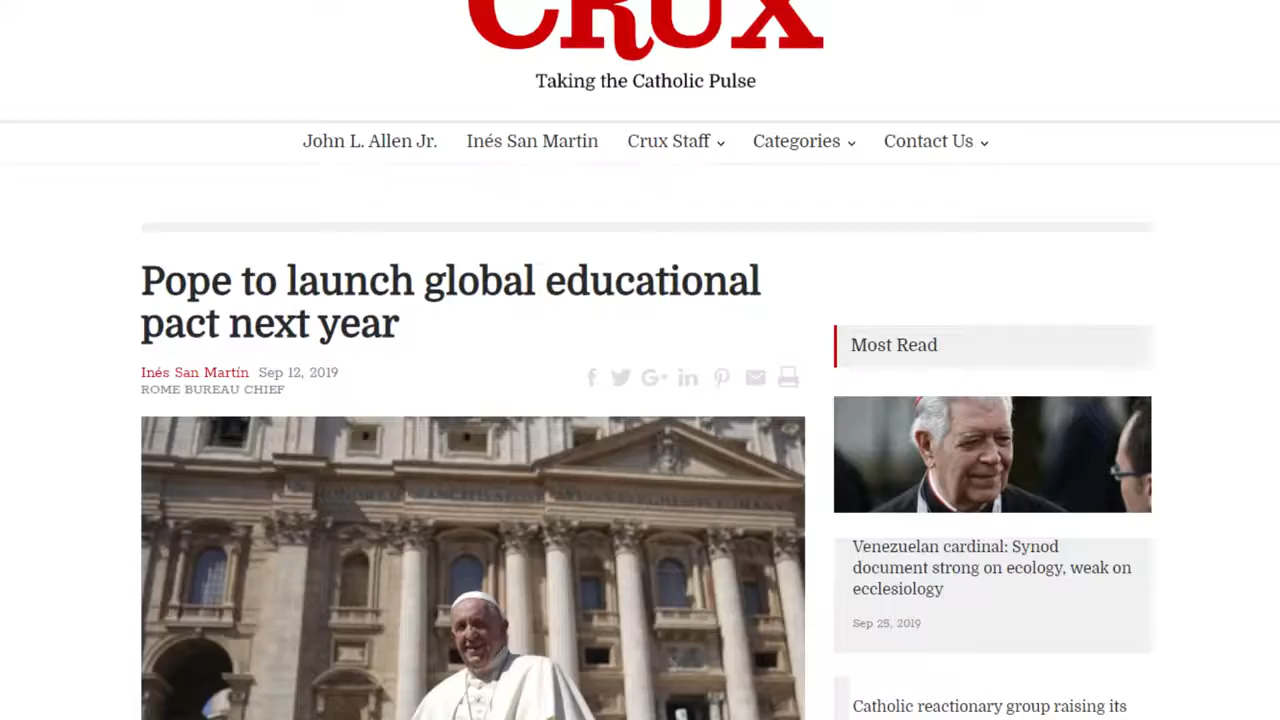 CRUX
Taking the Catholic Pulse
John L. Allen Jr. Inés San Martin Crux Staff Categories Contact Us
Pope to launch global educational
pact next year
Inés San Martín Sep 12, 2019
ROME BUREAU CHIEF
Most Read
Venezuelan cardinal: Synod
document strong on ecology, weak on
ecclesiology
Sep 25, 2019
Catholic reactionary group raising its